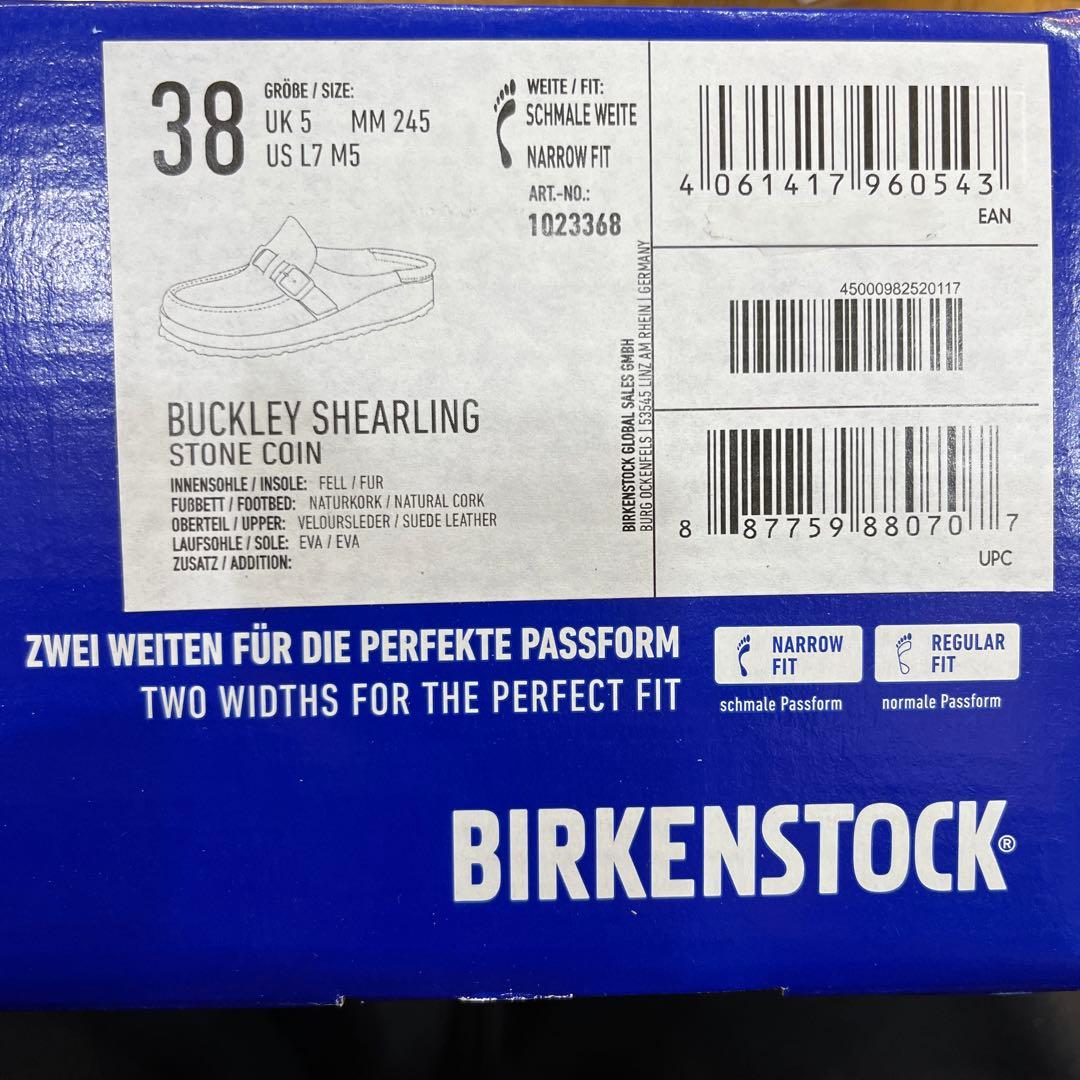 38
GRÖßE / SIZE:
UK 5 MM 245
US L7 M5
WEITE / FIT:
SCHMALE WEITE
NARROW FIT
ART.-NO.:
1023368
BUCKLEY SHEARLING
STONE COIN
INNENSOHLE / INSOLE: FELL / FUR
FUßBETT / FOOTBED: NATURKORK / NATURAL CORK
OBERTEIL / UPPER: VELOURSLEDER / SUEDE LEATHER
LAUFSOHLE / SOLE: EVA / EVA
ZUSATZ / ADDITION:
BIRKENSTOCK GLOBAL SALES GMBH
BURG OCKENFELS | 53545 LINZ AM RHEIN | GERMANY
4 061417 960543
EAN
45000982520117
8 87759 88070 7
UPC
ZWEI WEITEN FÜR DIE PERFEKTE PASSFORM
TWO WIDTHS FOR THE PERFECT FIT
NARROW
FIT
schmale Passform
REGULAR
FIT
normale Passform
BIRKENSTOCK®